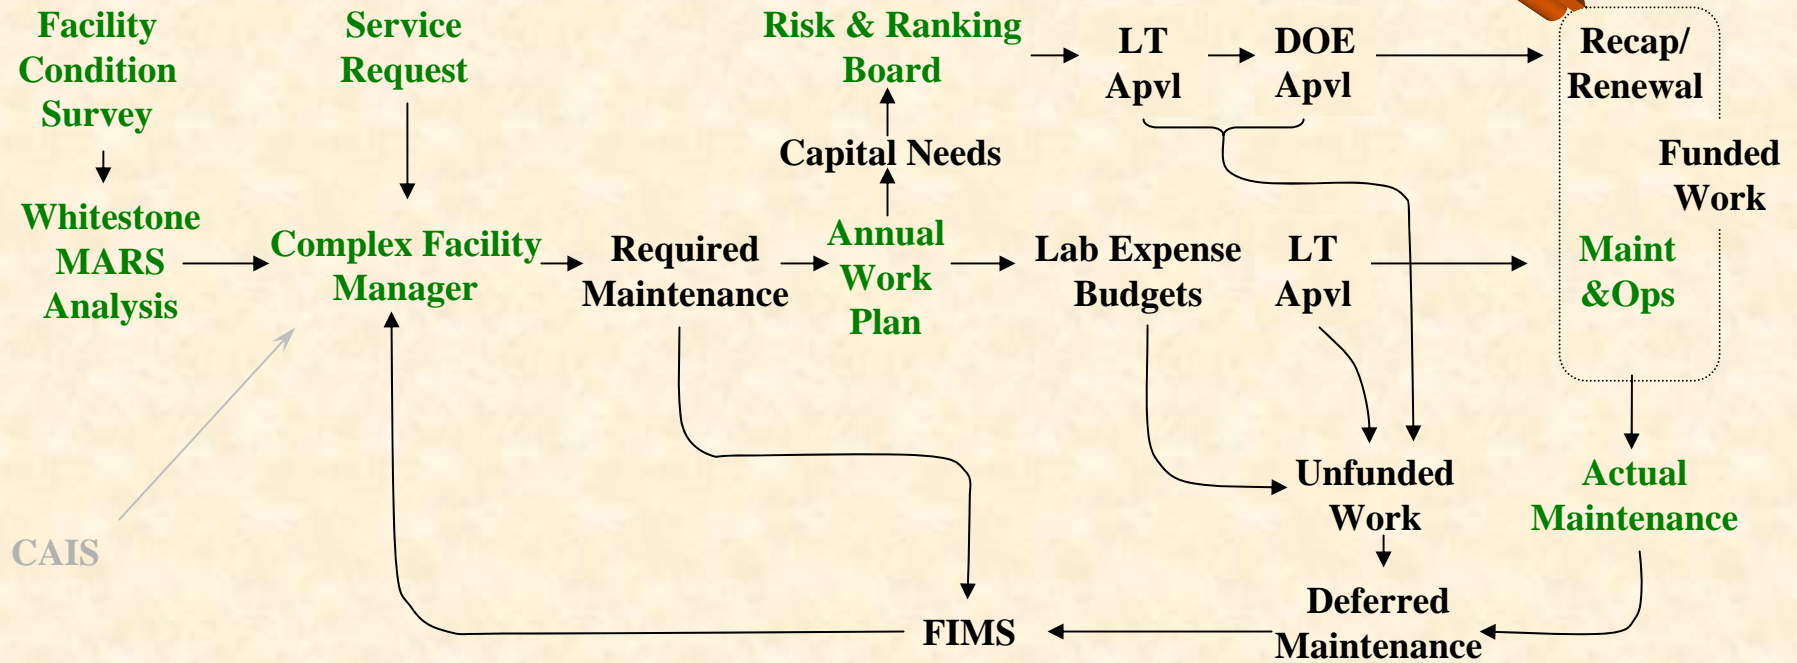 Facility
Condition
Survey
Service
Request
Risk & Ranking
Board
LT
Apvl
DOE
Apvl
Recap/
Renewal
Capital Needs
Funded
Work
Whitestone
MARS
Analysis
Complex Facility
Manager
Required
Maintenance
Annual
Work
Plan
Lab Expense
Budgets
LT
Apvl
Maint
&Ops
CAIS
Unfunded
Work
Actual
Maintenance
FIMS
Deferred
Maintenance